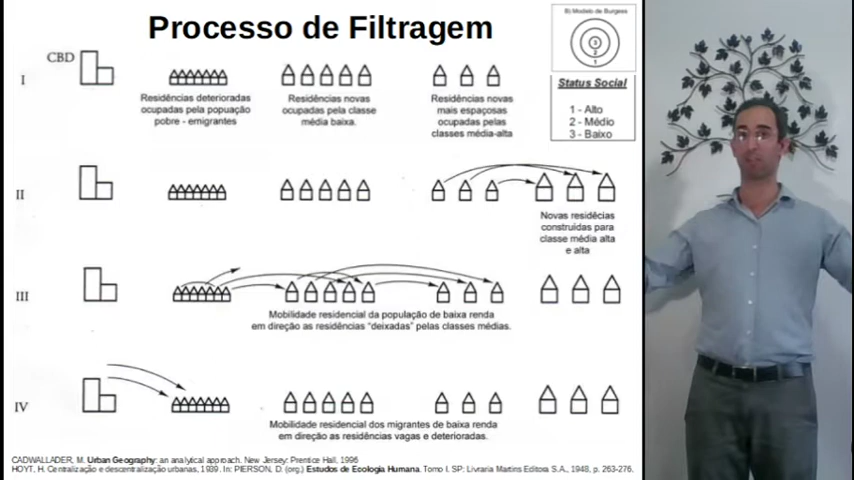 Processo de Filtragem
B) Modelo de Burgess
3
2
1
Status Social
1 - Alto
2 - Médio
3 - Baixo
CBD
I
Residências deterioradas
ocupadas pela popuação
pobre - emigrantes
Residências novas
ocupadas pela classe
média baixa.
Residências novas
mais espaçosas
ocupadas pelas
classes média-alta
II
Novas residêcias
construídas para
classe média alta
e alta
III
Mobilidade residencial da população de baixa renda
em direção as residências "deixadas" pelas classes médias.
IV
Mobilidade residencial dos migrantes de baixa renda
em direção as residências vagas e deterioradas.
CADWALLADER, M. Urban Geography: an analytical approach. New Jersey: Prentice Hall, 1996
HOYT, H. Centralização e descentralização urbanas, 1939. In: PIERSON, D. (org.) Estudos de Ecologia Humana. Tomo I. SP: Livraria Martins Editora S.A., 1948, p. 263-276.